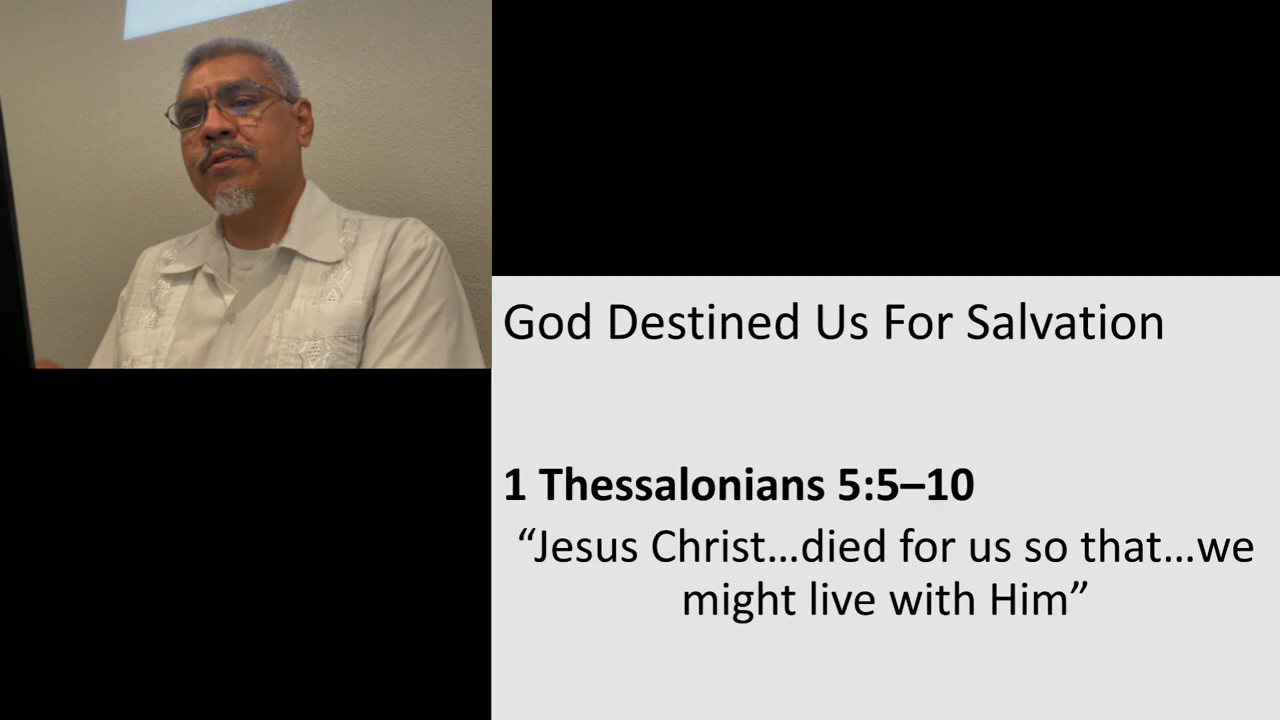 God Destined Us For Salvation
1 Thessalonians 5:5–10
“Jesus Christ…died for us so that…we
might live with Him”